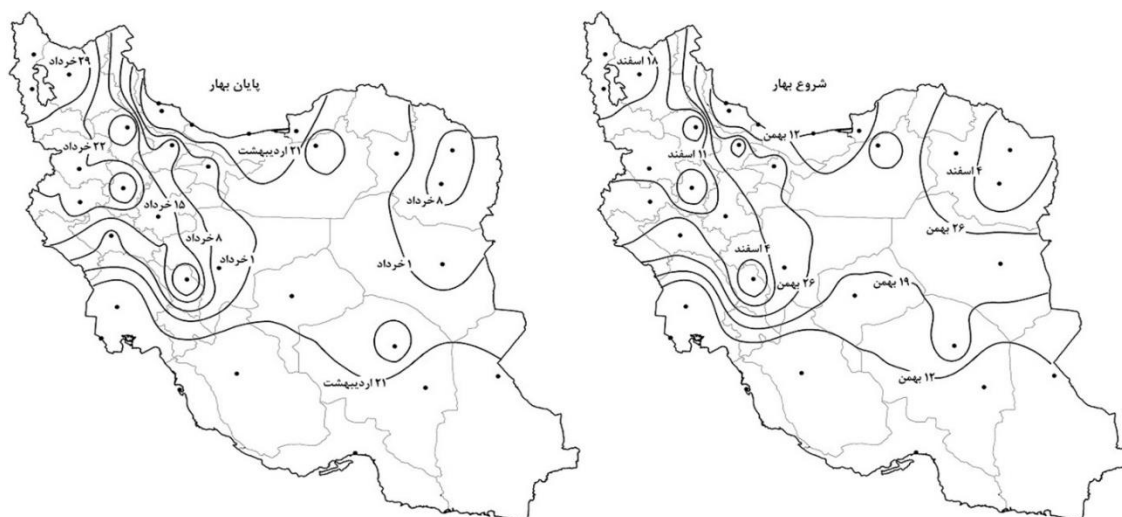 پایان بهار
۲۹ خرداد
۲۱ اردیبهشت
۲۲ خرداد
۱۵ خرداد
۸ خرداد
۸ خرداد
۱ خرداد
۱ خرداد
۲۱ اردیبهشت
شروع بهار
۱۸ اسفند
۱۲ بهمن
۱۱ اسفند
۴ اسفند
۲۶ بهمن
۴ اسفند
۲۶ بهمن
۱۹ بهمن
۱۲ بهمن